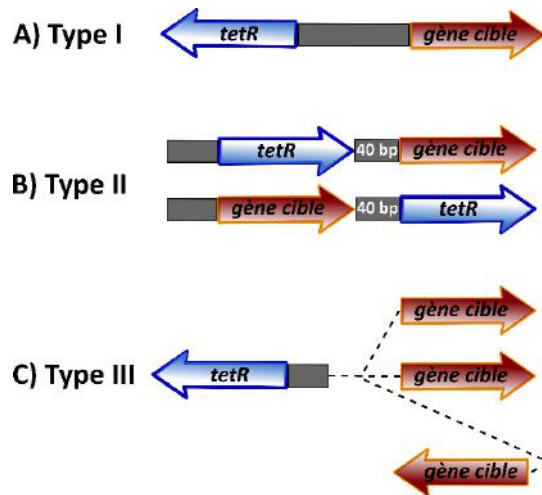 A) Type I
tetR
gène cible
B) Type II
tetR
40 bp
gène cible
gène cible
40 bp
tetR
C) Type III
tetR
gène cible
gène cible
gène cible